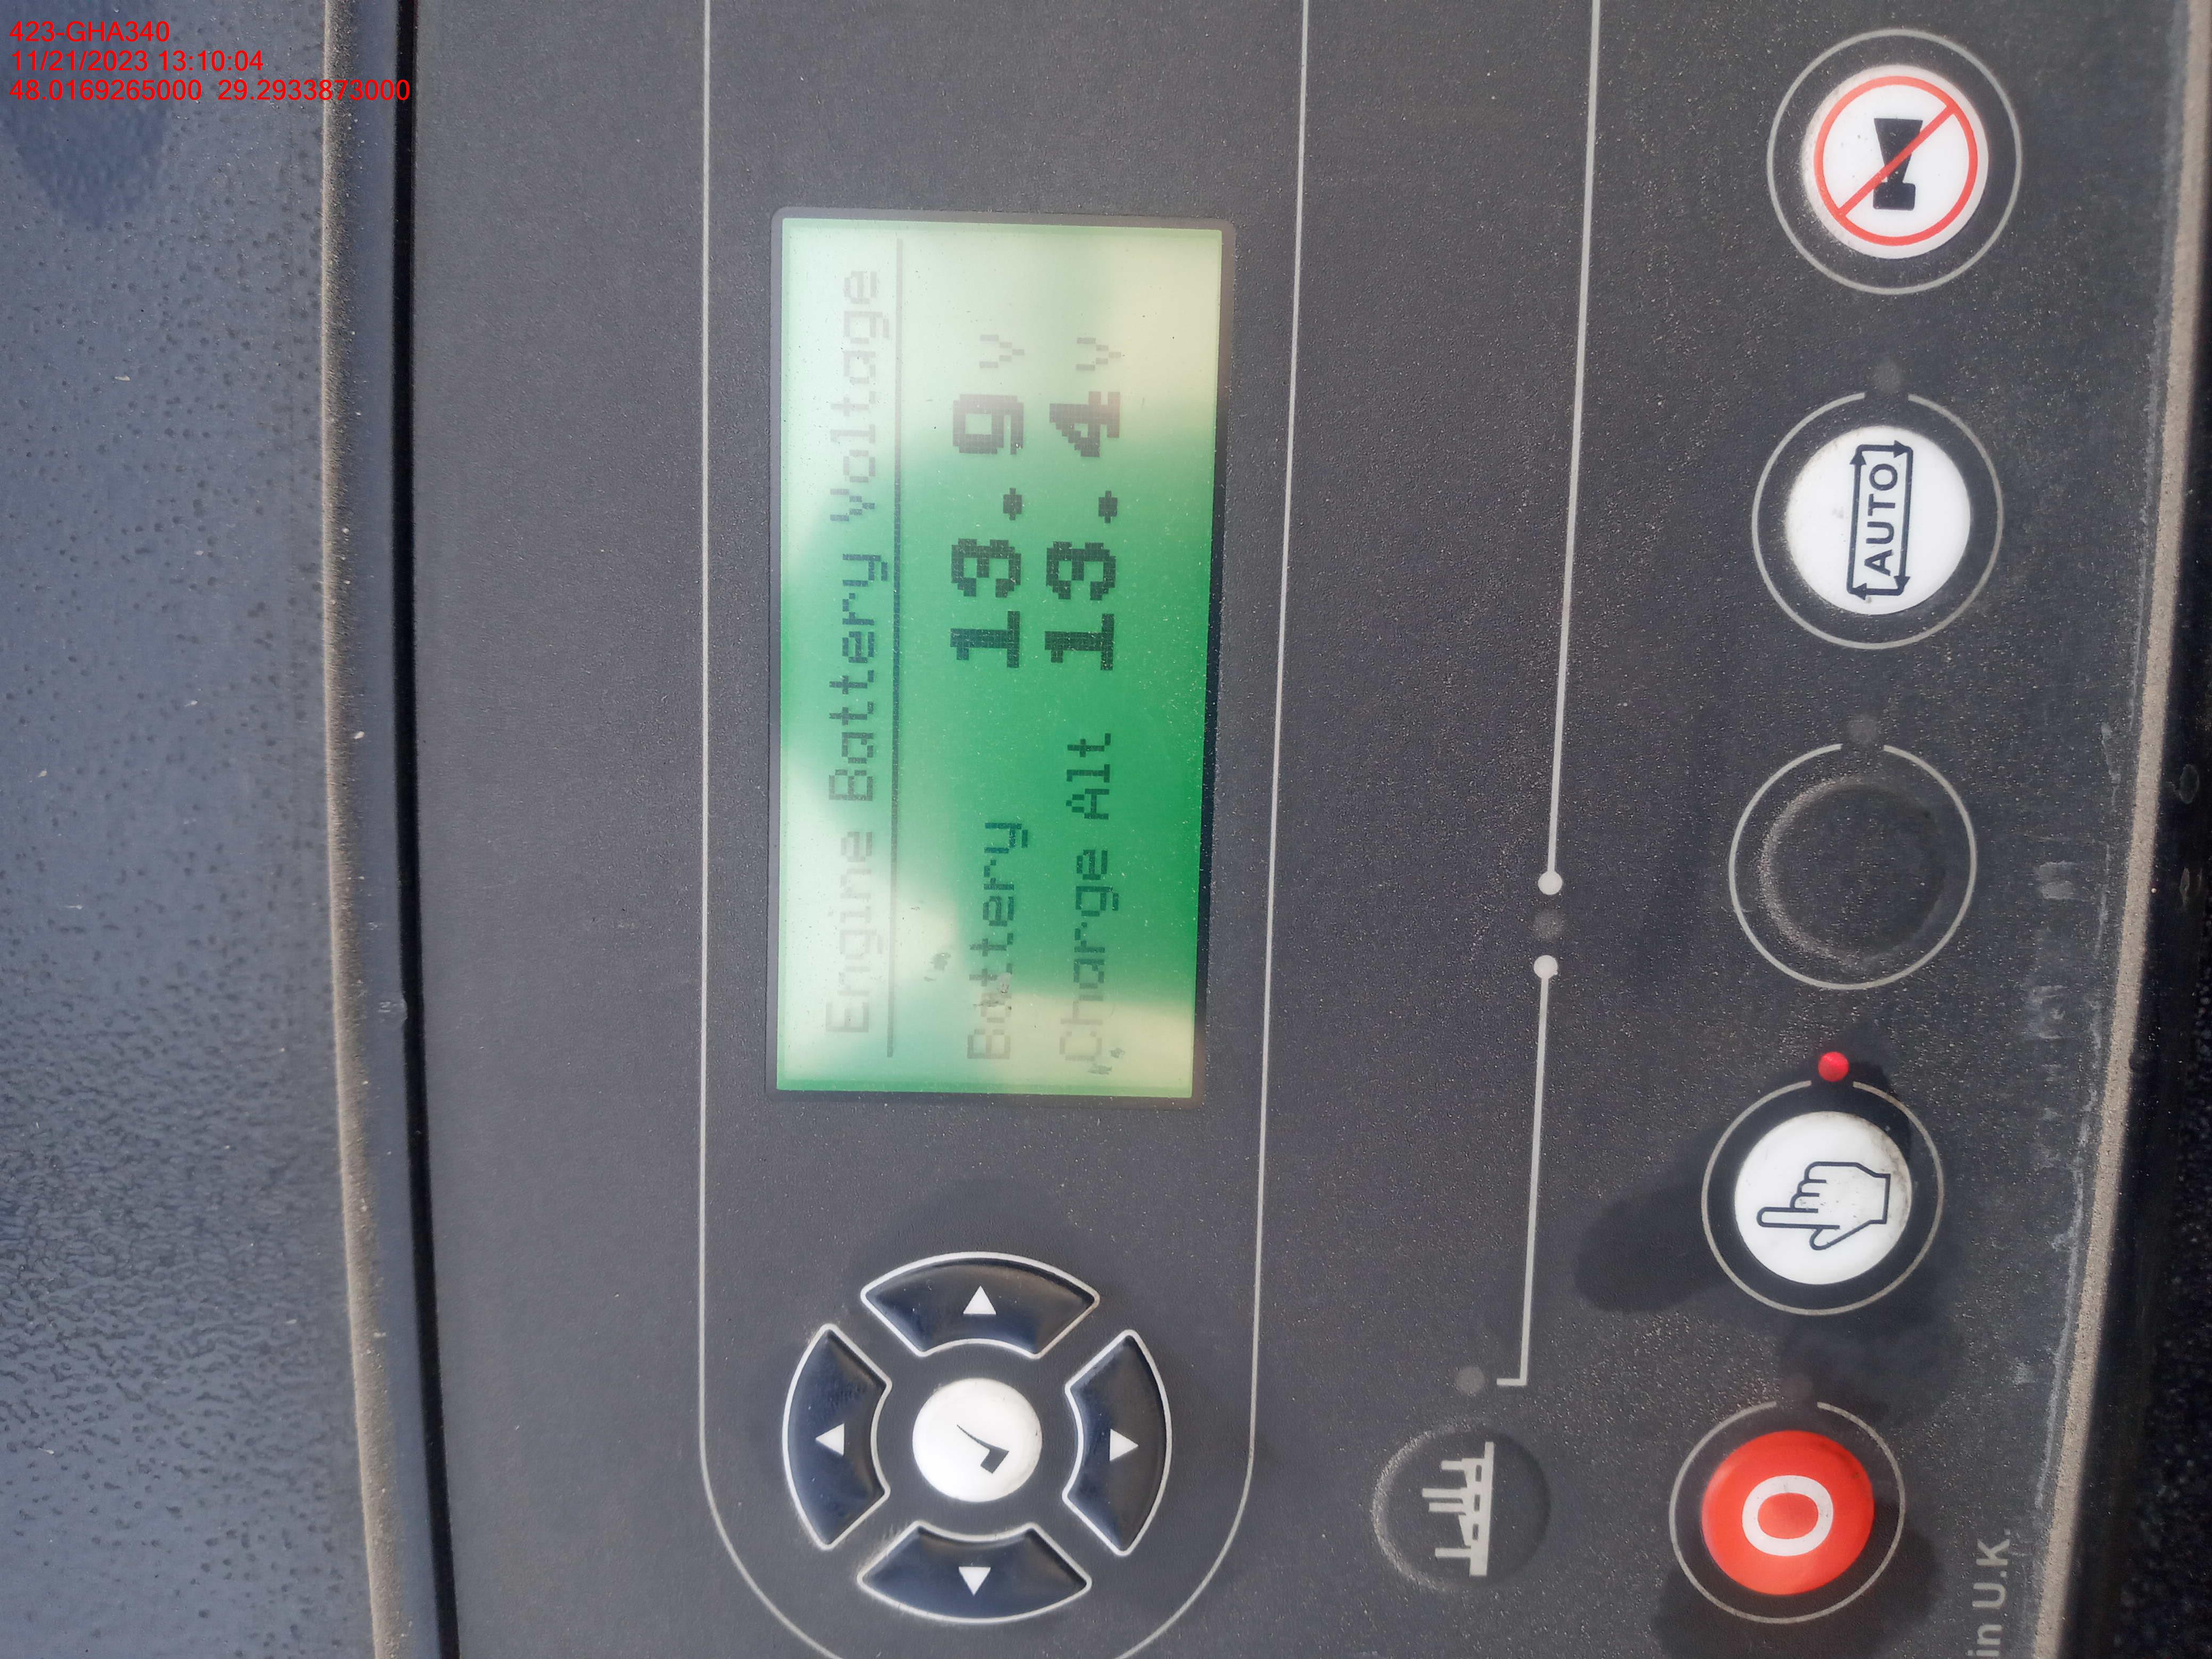 423-GHA340
11/21/2023 13:10:04
48.0169265000 29.2933873000
Engine Battery Voltage
Battery 13.9 V
Charge Alt 13.4 V
AUTO
O
in U.K.